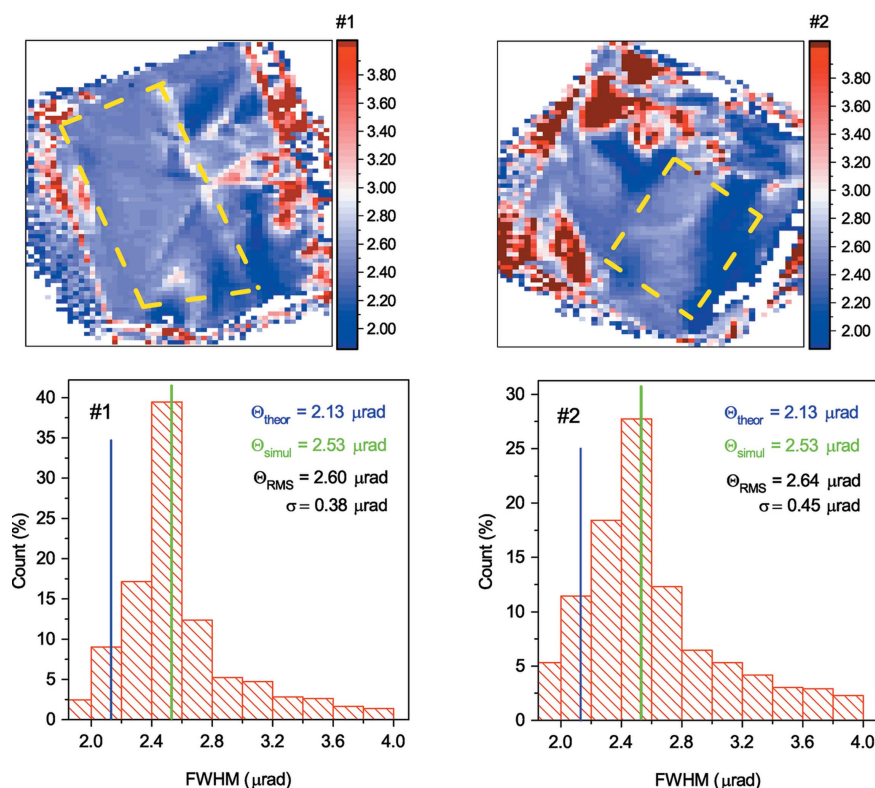 #1
3.80
3.60
3.40
3.20
3.00
2.80
2.60
2.40
2.20
2.00
#2
3.80
3.60
3.40
3.20
3.00
2.80
2.60
2.40
2.20
2.00
#1
Θtheor = 2.13 μrad
Θsimul = 2.53 μrad
ΘRMS = 2.60 μrad
σ = 0.38 μrad
Count (%)
40
35
30
25
20
15
10
5
0
2.0 2.4 2.8 3.2 3.6 4.0
FWHM (μrad)
#2
Θtheor = 2.13 μrad
Θsimul = 2.53 μrad
ΘRMS = 2.64 μrad
σ = 0.45 μrad
Count (%)
30
25
20
15
10
5
0
2.0 2.4 2.8 3.2 3.6 4.0
FWHM (μrad)